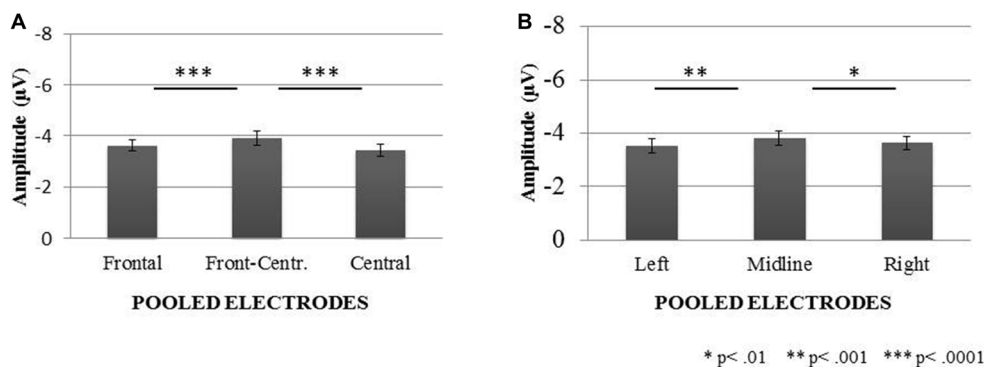 A
-8
-6
-4
-2
0
Amplitude (µV)
*** ***
Frontal Front-Centr. Central
POOLED ELECTRODES
B
-8
-6
-4
-2
0
Amplitude (µV)
** *
Left Midline Right
POOLED ELECTRODES
* p< .01 ** p< .001 *** p< .0001